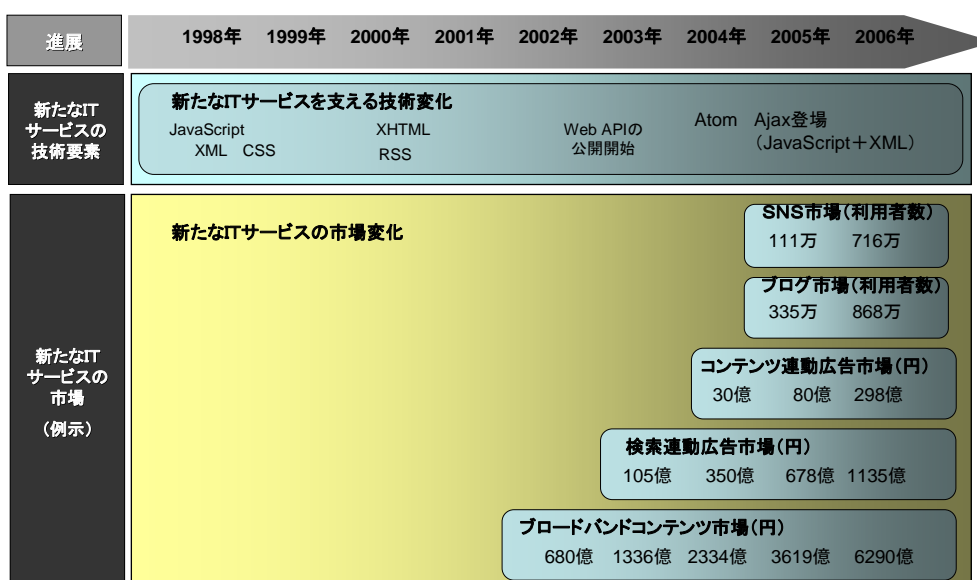 進展
1998年 1999年 2000年 2001年 2002年 2003年 2004年 2005年 2006年
新たなIT
サービスの
技術要素
新たなITサービスを支える技術変化
JavaScript
XML CSS
XHTML
RSS
Web APIの
公開開始
Atom Ajax登場
(JavaScript+XML)
新たなIT
サービスの
市場
(例示)
新たなITサービスの市場変化
SNS市場(利用者数)
111万 716万
ブログ市場(利用者数)
335万 868万
コンテンツ連動広告市場(円)
30億 80億 298億
検索連動広告市場(円)
105億 350億 678億 1135億
ブロードバンドコンテンツ市場(円)
680億 1336億 2334億 3619億 6290億